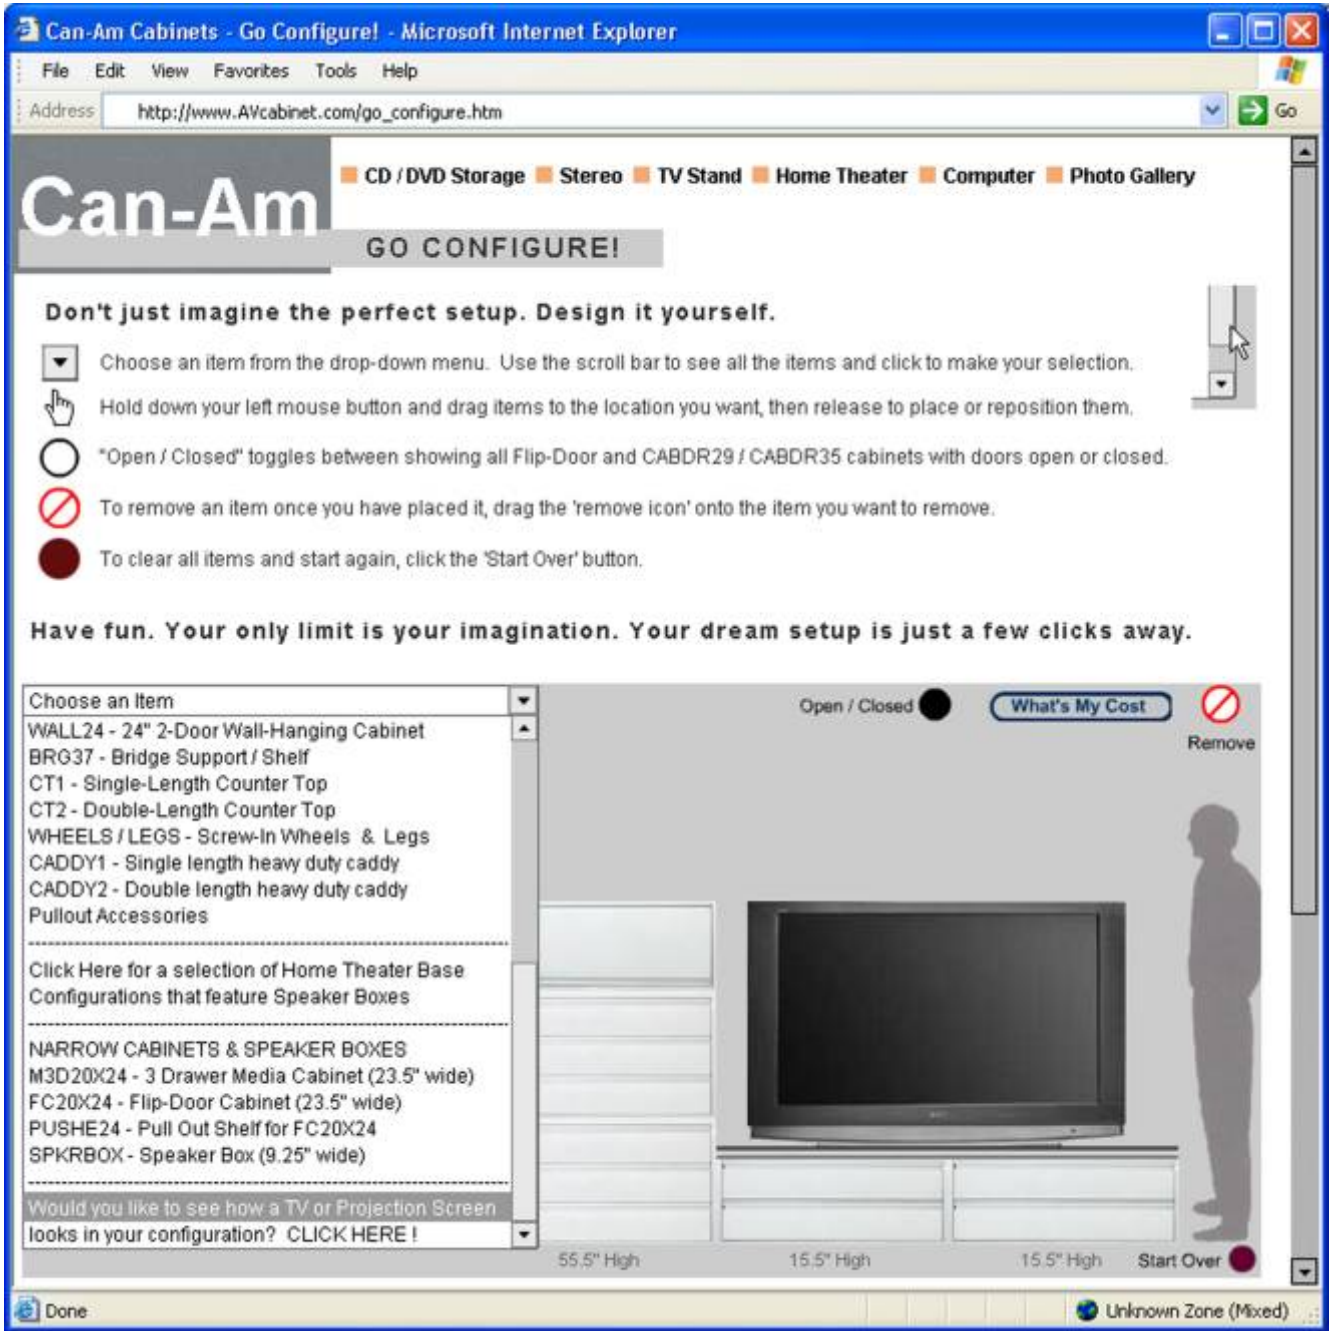 Can-Am Cabinets - Go Configure! - Microsoft Internet Explorer
File Edit View Favorites Tools Help
Address http://www.AVcabinet.com/go_configure.htm Go
CD / DVD Storage Stereo TV Stand Home Theater Computer Photo Gallery
Can-Am
GO CONFIGURE!
Don't just imagine the perfect setup. Design it yourself.
Choose an item from the drop-down menu. Use the scroll bar to see all the items and click to make your selection.
Hold down your left mouse button and drag items to the location you want, then release to place or reposition them.
"Open / Closed" toggles between showing all Flip-Door and CABDR29 / CABDR35 cabinets with doors open or closed.
To remove an item once you have placed it, drag the 'remove icon' onto the item you want to remove.
To clear all items and start again, click the 'Start Over' button.
Have fun. Your only limit is your imagination. Your dream setup is just a few clicks away.
Choose an Item
Open / Closed
What's My Cost
Remove
WALL24 - 24" 2-Door Wall-Hanging Cabinet
BRG37 - Bridge Support / Shelf
CT1 - Single-Length Counter Top
CT2 - Double-Length Counter Top
WHEELS / LEGS - Screw-In Wheels & Legs
CADDY1 - Single length heavy duty caddy
CADDY2 - Double length heavy duty caddy
Pullout Accessories
Click Here for a selection of Home Theater Base
Configurations that feature Speaker Boxes
NARROW CABINETS & SPEAKER BOXES
M3D20X24 - 3 Drawer Media Cabinet (23.5" wide)
FC20X24 - Flip-Door Cabinet (23.5" wide)
PUSHE24 - Pull Out Shelf for FC20X24
SPKRBOX - Speaker Box (9.25" wide)
Would you like to see how a TV or Projection Screen
looks in your configuration? CLICK HERE !
55.5" High 15.5" High 15.5" High Start Over
Done Unknown Zone (Mixed)